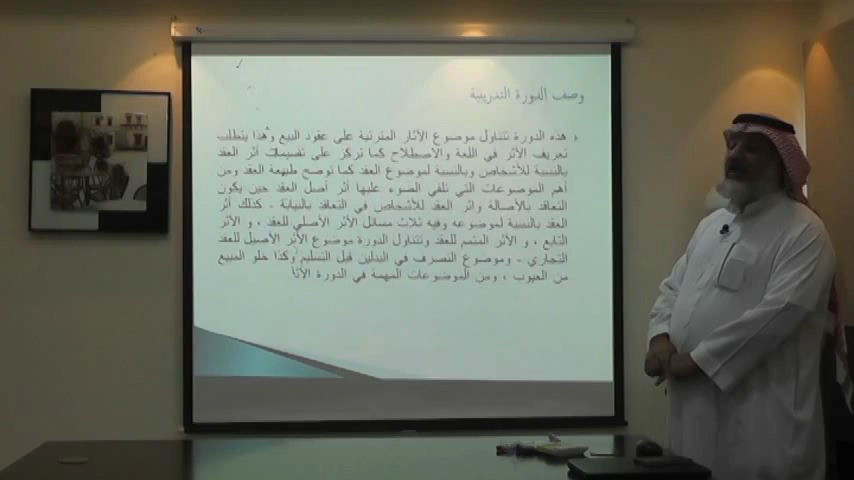 وصف الدورة التدريبية
هذه الدورة تتناول موضوع الآثار المترتبة على عقود البيع وهذا يتطلب
تعريف الأثر في اللغة والاصطلاح كما تركز على تقسيمات أثر العقد
بالنسبة للأشخاص وبالنسبة لموضوع العقد كما توضح طبيعة العقد ومن
أهم الموضوعات التي تلقي الضوء عليها أثر أصل العقد حين يكون
التعاقد بالأصالة واثر العقد للأشخاص في التعاقد بالنيابة - كذلك أثر
العقد بالنسبة لموضوعه وفيه ثلاث مسائل الأثر الأصلي للعقد ، و الأثر
التابع ، و الأثر المتمم للعقد وتتناول الدورة موضوع الأثر الأصيل للعقد
التجاري - وموضوع التصرف في البدلين قبل التسليم وكذا خلو المبيع
من العيوب ، ومن الموضوعات المهمة في الدورة الآثا